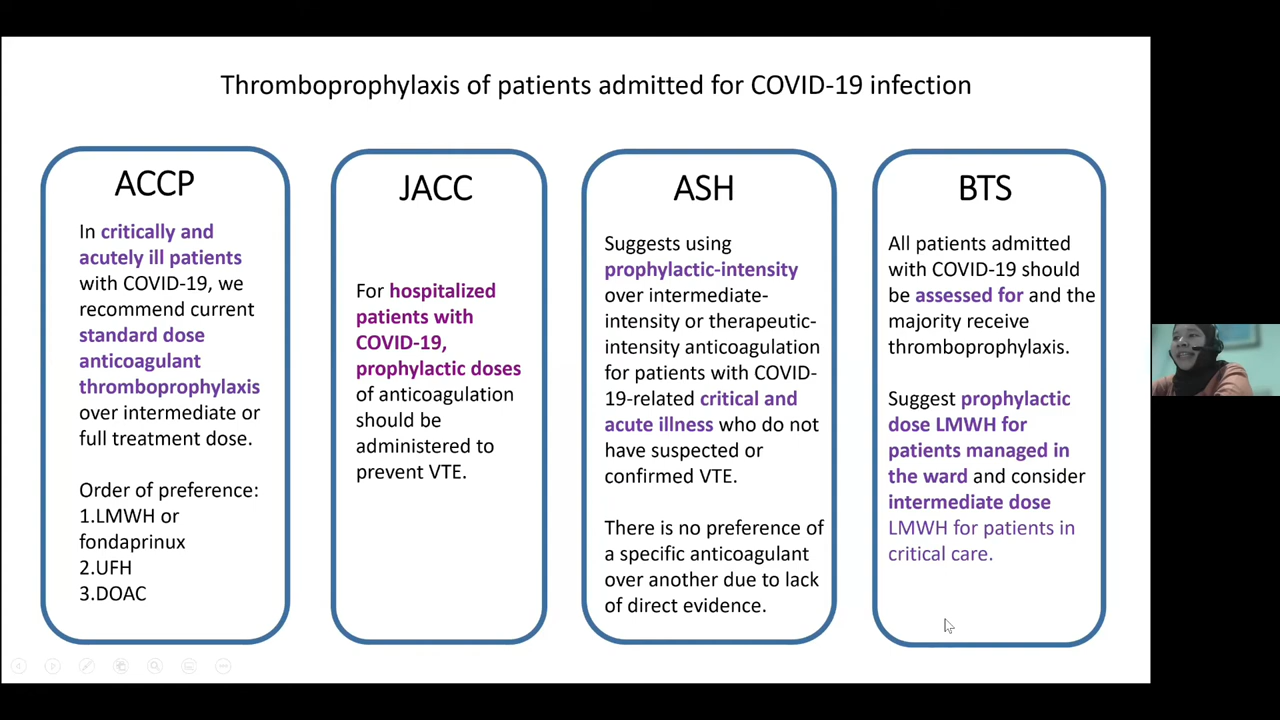 Thromboprophylaxis of patients admitted for COVID-19 infection
ACCP
In critically and
acutely ill patients
with COVID-19, we
recommend current
standard dose
anticoagulant
thromboprophylaxis
over intermediate or
full treatment dose.
Order of preference:
1.LMWH or
fondaprinux
2.UFH
3.DOAC
JACC
For hospitalized
patients with
COVID-19,
prophylactic doses
of anticoagulation
should be
administered to
prevent VTE.
ASH
Suggests using
prophylactic-intensity
over intermediate-
intensity or therapeutic-
intensity anticoagulation
for patients with COVID-
19-related critical and
acute illness who do not
have suspected or
confirmed VTE.
There is no preference of
a specific anticoagulant
over another due to lack
of direct evidence.
BTS
All patients admitted
with COVID-19 should
be assessed for and the
majority receive
thromboprophylaxis.
Suggest prophylactic
dose LMWH for
patients managed in
the ward and consider
intermediate dose
LMWH for patients in
critical care.